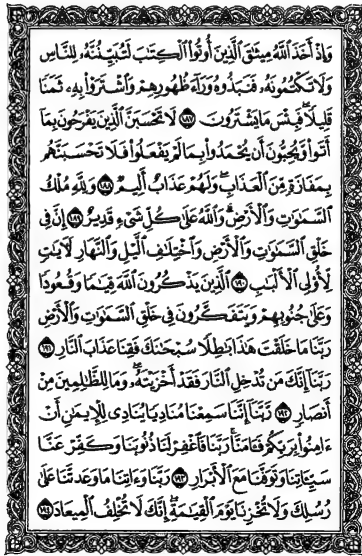 وَإِذْ أَخَذَ ٱللَّهُ مِيثَٰقَ ٱلَّذِينَ أُوتُوا۟ ٱلْكِتَٰبَ لَتُبَيِّنُنَّهُۥ لِلنَّاسِ
وَلَا تَكْتُمُونَهُۥ فَنَبَذُوهُ وَرَآءَ ظُهُورِهِمْ وَٱشْتَرَوْا۟ بِهِۦ ثَمَنًا
قَلِيلًا ۖ فَبِئْسَ مَا يَشْتَرُونَ ١٨٧ لَا تَحْسَبَنَّ ٱلَّذِينَ يَفْرَحُونَ بِمَآ
أَتَوا۟ وَّيُحِبُّونَ أَن يُحْمَدُوا۟ بِمَا لَمْ يَفْعَلُوا۟ فَلَا تَحْسَبَنَّهُم
بِمَفَازَةٍ مِّنَ ٱلْعَذَابِ ۖ وَلَهُمْ عَذَابٌ أَلِيمٌ ١٨٨ وَلِلَّهِ مُلْكُ
ٱلسَّمَٰوَٰتِ وَٱلْأَرْضِ ۗ وَٱللَّهُ عَلَىٰ كُلِّ شَىْءٍ قَدِيرٌ ١٨٩ إِنَّ فِى
خَلْقِ ٱلسَّمَٰوَٰتِ وَٱلْأَرْضِ وَٱخْتِلَٰفِ ٱلَّيْلِ وَٱلنَّهَارِ لَءَايَٰتٍ
لِّأُو۟لِى ٱلْأَلْبَٰبِ ١٩٠ ٱلَّذِينَ يَذْكُرُونَ ٱللَّهَ قِيَٰمًا وَقُعُودًا
وَعَلَىٰ جُنُوبِهِمْ وَيَتَفَكَّرُونَ فِى خَلْقِ ٱلسَّمَٰوَٰتِ وَٱلْأَرْضِ
رَبَّنَا مَا خَلَقْتَ هَٰذَا بَٰطِلًا سُبْحَٰنَكَ فَقِنَا عَذَابَ ٱلنَّارِ ١٩١
رَبَّنَآ إِنَّكَ مَن تُدْخِلِ ٱلنَّارَ فَقَدْ أَخْزَيْتَهُۥ ۖ وَمَا لِلظَّٰلِمِينَ مِنْ
أَنصَارٍ ١٩٢ رَّبَّنَآ إِنَّنَا سَمِعْنَا مُنَادِيًا يُنَادِى لِلْإِيمَٰنِ أَنْ
ءَامِنُوا۟ بِرَبِّكُمْ فَـَٔامَنَّا ۚ رَبَّنَا فَٱغْفِرْ لَنَا ذُنُوبَنَا وَكَفِّرْ عَنَّا
سَيِّـَٔاتِنَا وَتَوَفَّنَا مَعَ ٱلْأَبْرَارِ ١٩٣ رَبَّنَا وَءَاتِنَا مَا وَعَدتَّنَا عَلَىٰ
رُسُلِكَ وَلَا تُخْزِنَا يَوْمَ ٱلْقِيَٰمَةِ ۗ إِنَّكَ لَا تُخْلِفُ ٱلْمِيعَادَ ١٩٤